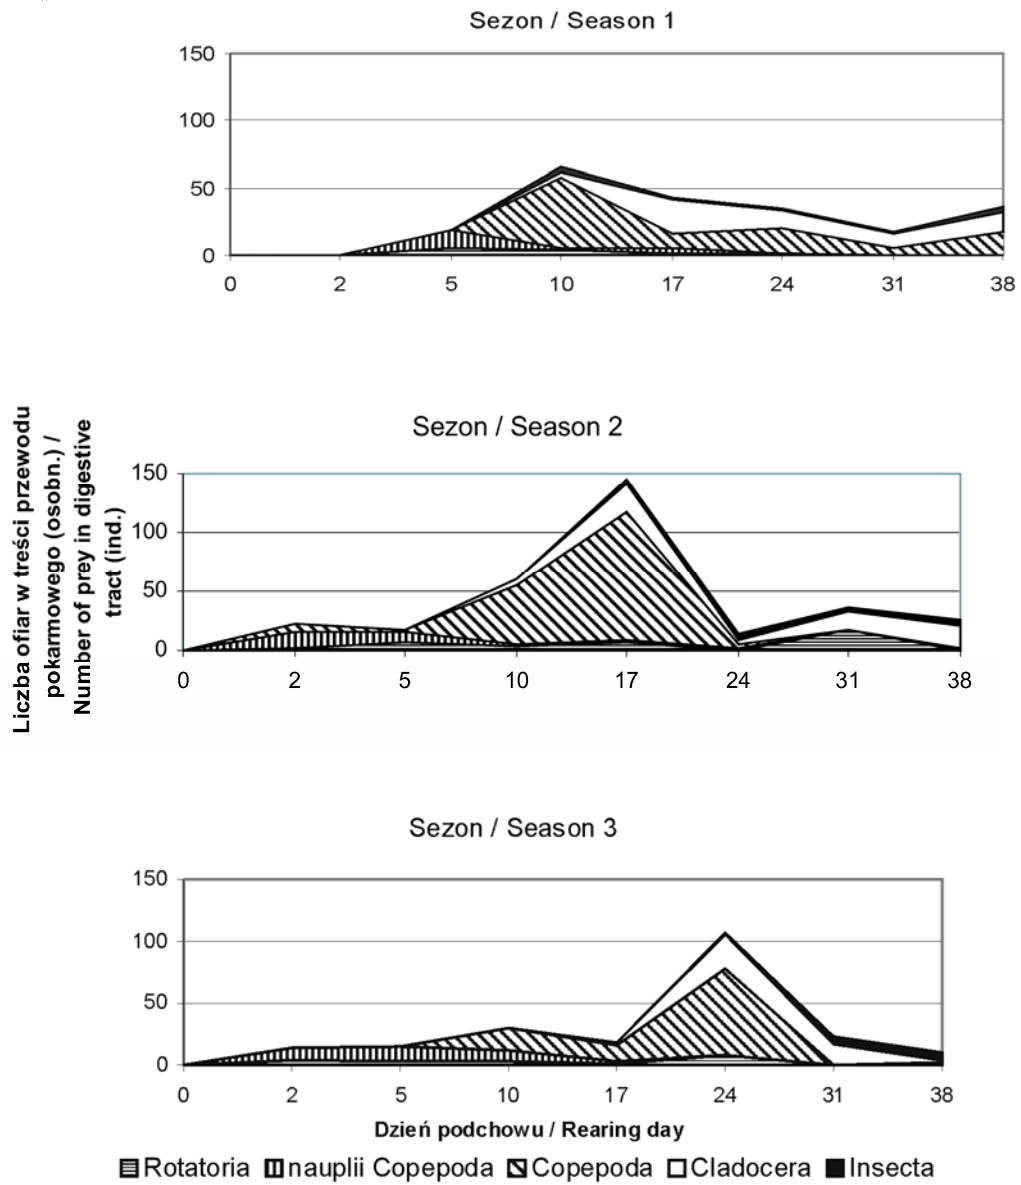 Sezon / Season 1
150
100
50
0
0 2 5 10 17 24 31 38
Liczba ofiar w treści przewodu
pokarmowego (osobn.) /
Number of prey in digestive
tract (ind.)
Sezon / Season 2
150
100
50
0
0 2 5 10 17 24 31 38
Sezon / Season 3
150
100
50
0
0 2 5 10 17 24 31 38
Dzień podchowu / Rearing day
Rotatoria nauplii Copepoda Copepoda Cladocera Insecta